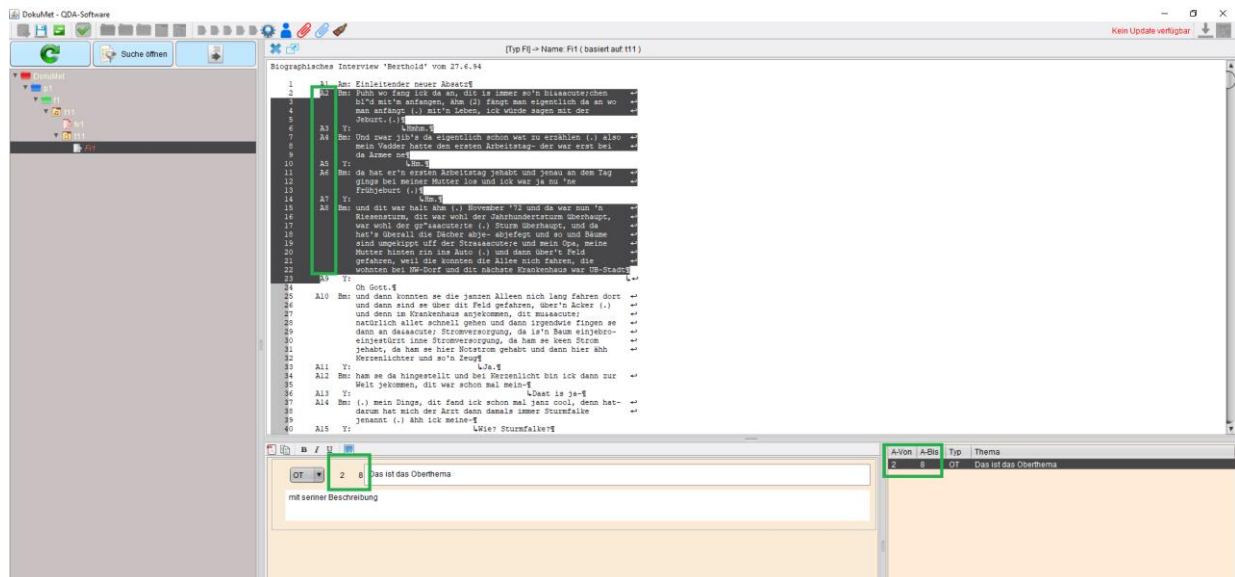 DokuMet - QDA-Software
Kein Update verfügbar
Suche öffnen
DokuMet
p1
f1
t11
fv1
t11
Fi1
[Typ FI] -> Name: Fi1 ( basiert auf: t11 )
Biographisches Interview 'Berthold' vom 27.6.94
1 A1 Am: Einleitender neuer Absatz¶
2 A2 Bm: Puhh wo fang ick da an, dit is immer so'n bi&aacute;chen ↵
3 bl"d mit'm anfangen, ähm (2) fängt man eigentlich da an wo ↵
4 man anfängt (.) mit'n Leben, ick würde sagen mit der ↵
5 Jeburt.(.)¶
6 A3 Y: ↳Hmhm.¶
7 A4 Bm: Und zwar jib's da eigentlich schon wat zu erzählen (.) also ↵
8 mein Vadder hatte den ersten Arbeitstag- der war erst bei ↵
9 da Armee ne¶
10 A5 Y: ↳Hm.¶
11 A6 Bm: da hat er'n ersten Arbeitstag jehabt und jenau an dem Tag ↵
12 gings bei meiner Mutter los und ick war ja nu 'ne ↵
13 Frühjeburt (.)¶
14 A7 Y: ↳Hm.¶
15 A8 Bm: und dit war halt ähm (.) November '72 und da war nun 'n ↵
16 Riesensturm, dit war wohl der Jahrhundertsturm überhaupt, ↵
17 war wohl der gr"&aacute;te (.) Sturm überhaupt, und da ↵
18 hat's überall die Dächer abje- abjefegt und so und Bäume ↵
19 sind umgekippt uff der Stra&aacute;e und mein Opa, meine ↵
20 Mutter hinten rin ins Auto (.) und dann über't Feld ↵
21 gefahren, weil die konnten die Allee nich fahren, die ↵
22 wohnten bei NW-Dorf und dit nächste Krankenhaus war UB-Stadt¶
23 A9 Y: ↳↵
24 Oh Gott.¶
25 A10 Bm: und dann konnten se die janzen Alleen nich lang fahren dort ↵
26 und dann sind se über dit Feld gefahren, über'n Acker (.) ↵
27 und denn im Krankenhaus anjekommen, dit mu&aacute; ↵
28 natürlich allet schnell gehen und dann irgendwie fingen se ↵
29 dann an da&aacute; Stromversorgung, da is'n Baum einjebro- ↵
30 einjestürzt inne Stromversorgung, da ham se keen Strom ↵
31 jehabt, da ham se hier Notstrom gehabt und dann hier ähh ↵
32 Kerzenlichter und so'n Zeug¶
33 A11 Y: ↳Ja.¶
34 A12 Bm: ham se da hingestellt und bei Kerzenlicht bin ick dann zur ↵
35 Welt jekommen, dit war schon mal mein-¶
36 A13 Y: ↳Daat is ja-¶
37 A14 Bm: (.) mein Dings, dit fand ick schon mal janz cool, denn hat- ↵
38 darum hat mich der Arzt dann damals immer Sturmfalke ↵
39 jenannt (.) ähh ick meine-¶
40 A15 Y: ↳Wie? Sturmfalke?¶
B I U
OT 2 8 Das ist das Oberthema
mit seriner Beschreibung
A-Von A-Bis Typ Thema
2 8 OT Das ist das Oberthema